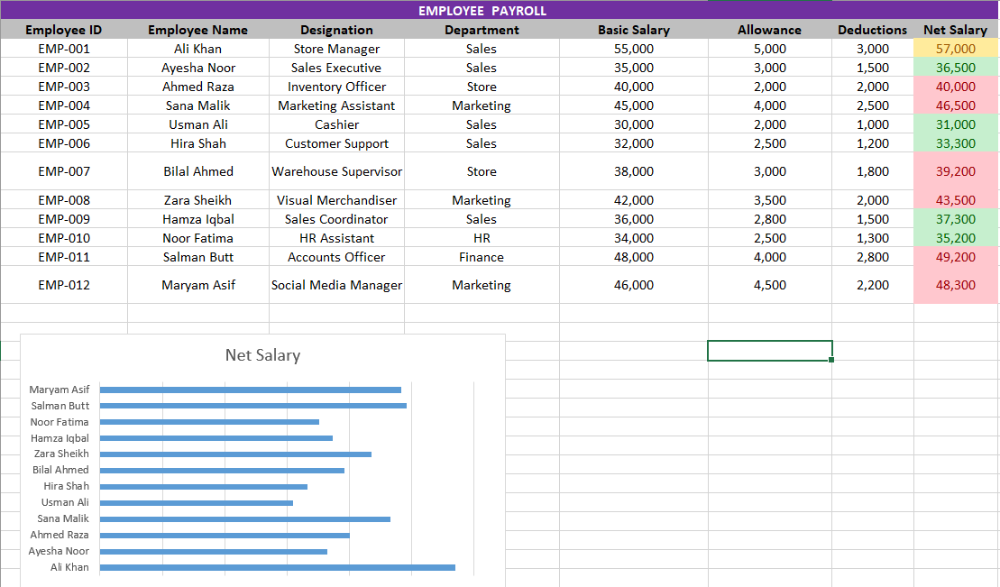 EMPLOYEE PAYROLL
Employee ID Employee Name Designation Department Basic Salary Allowance Deductions Net Salary
EMP-001 Ali Khan Store Manager Sales 55,000 5,000 3,000 57,000
EMP-002 Ayesha Noor Sales Executive Sales 35,000 3,000 1,500 36,500
EMP-003 Ahmed Raza Inventory Officer Store 40,000 2,000 2,000 40,000
EMP-004 Sana Malik Marketing Assistant Marketing 45,000 4,000 2,500 46,500
EMP-005 Usman Ali Cashier Sales 30,000 2,000 1,000 31,000
EMP-006 Hira Shah Customer Support Sales 32,000 2,500 1,200 33,300
EMP-007 Bilal Ahmed Warehouse Supervisor Store 38,000 3,000 1,800 39,200
EMP-008 Zara Sheikh Visual Merchandiser Marketing 42,000 3,500 2,000 43,500
EMP-009 Hamza Iqbal Sales Coordinator Sales 36,000 2,800 1,500 37,300
EMP-010 Noor Fatima HR Assistant HR 34,000 2,500 1,300 35,200
EMP-011 Salman Butt Accounts Officer Finance 48,000 4,000 2,800 49,200
EMP-012 Maryam Asif Social Media Manager Marketing 46,000 4,500 2,200 48,300
Net Salary
Maryam Asif
Salman Butt
Noor Fatima
Hamza Iqbal
Zara Sheikh
Bilal Ahmed
Hira Shah
Usman Ali
Sana Malik
Ahmed Raza
Ayesha Noor
Ali Khan